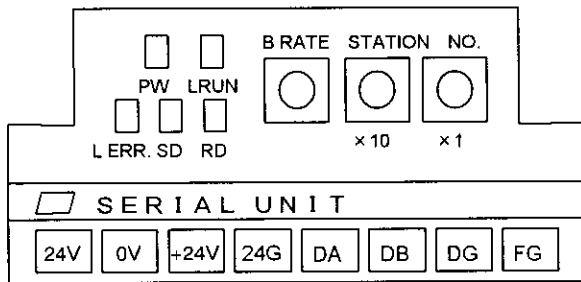 B RATE STATION NO.
PW LRUN
L ERR. SD RD
×10 ×1
SERIAL UNIT
24V 0V +24V 24G DA DB DG FG